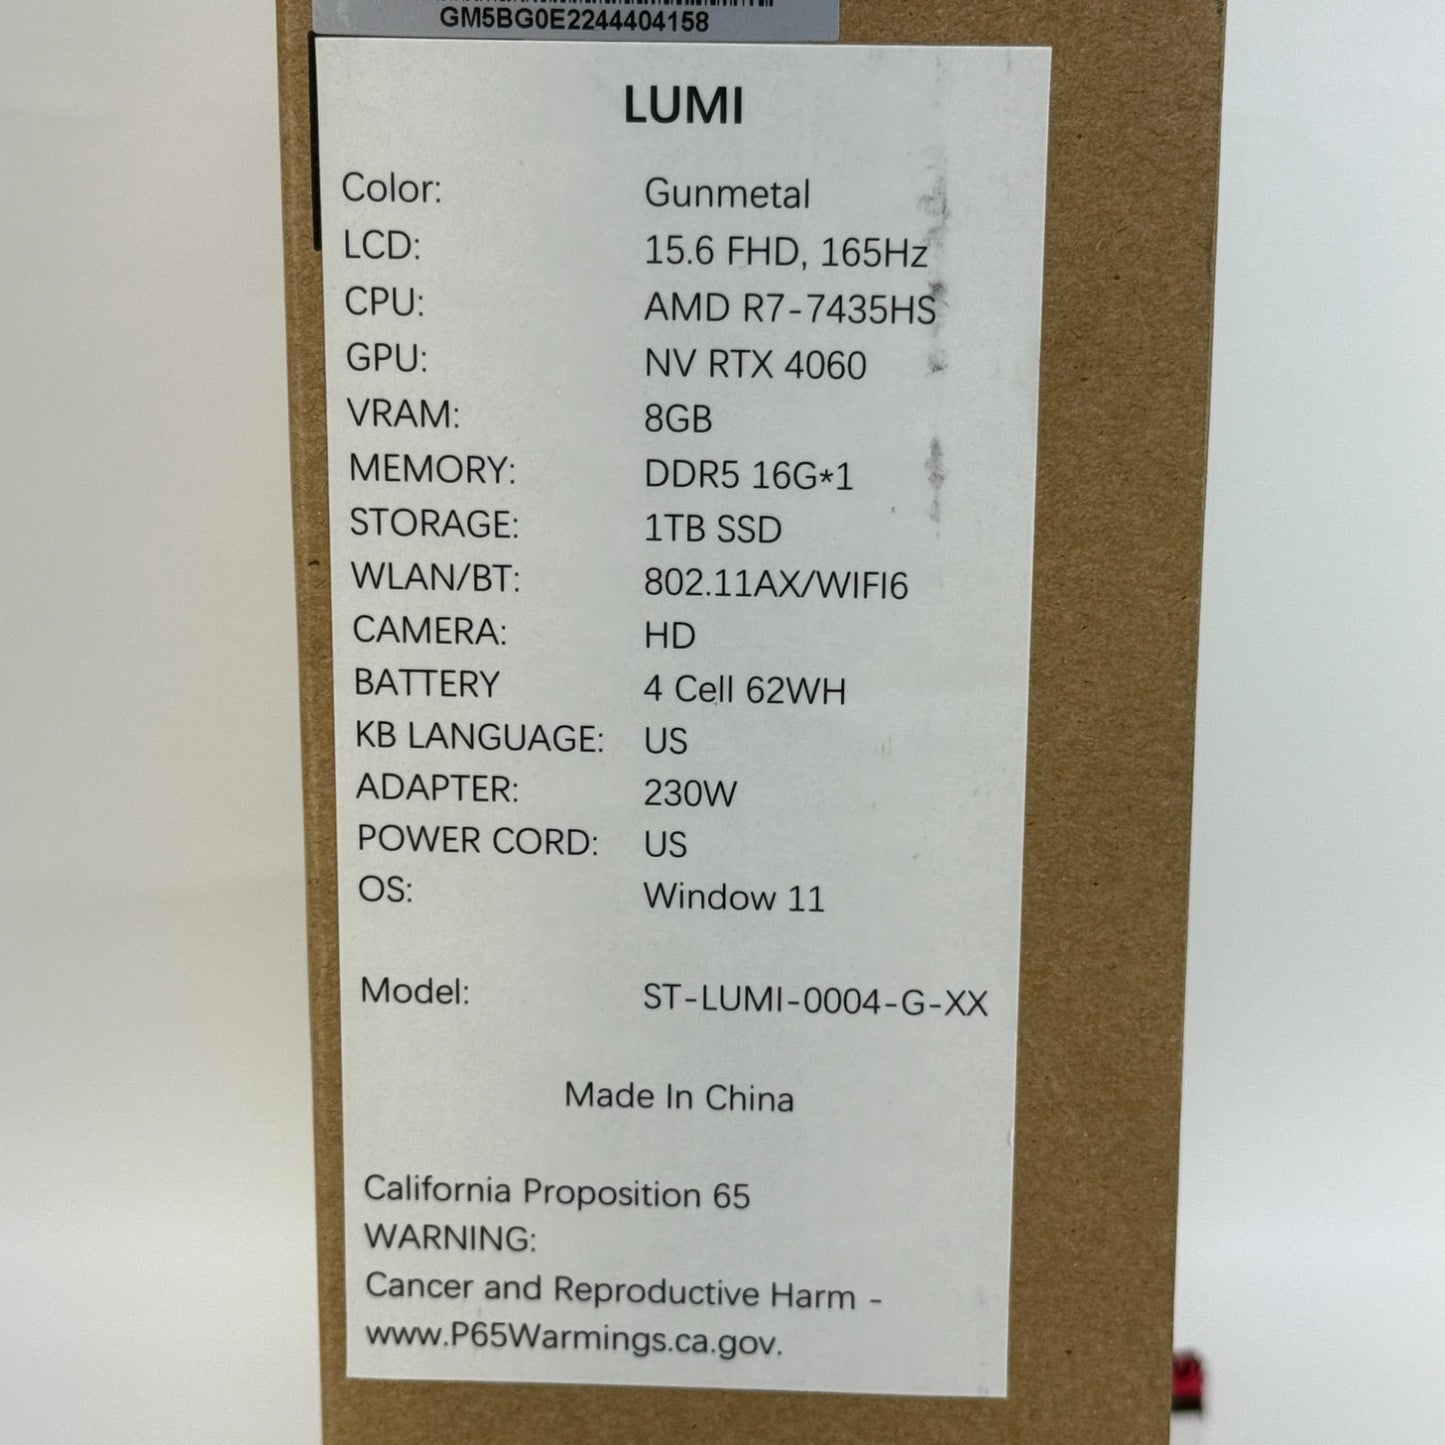 GM5BG0E2244404158
LUMI
Color: Gunmetal
LCD: 15.6 FHD, 165Hz
CPU: AMD R7-7435HS
GPU: NV RTX 4060
VRAM: 8GB
MEMORY: DDR5 16G*1
STORAGE: 1TB SSD
WLAN/BT: 802.11AX/WIFI6
CAMERA: HD
BATTERY 4 Cell 62WH
KB LANGUAGE: US
ADAPTER: 230W
POWER CORD: US
OS: Window 11
Model: ST-LUMI-0004-G-XX
Made In China
California Proposition 65
WARNING:
Cancer and Reproductive Harm -
www.P65Warmings.ca.gov.